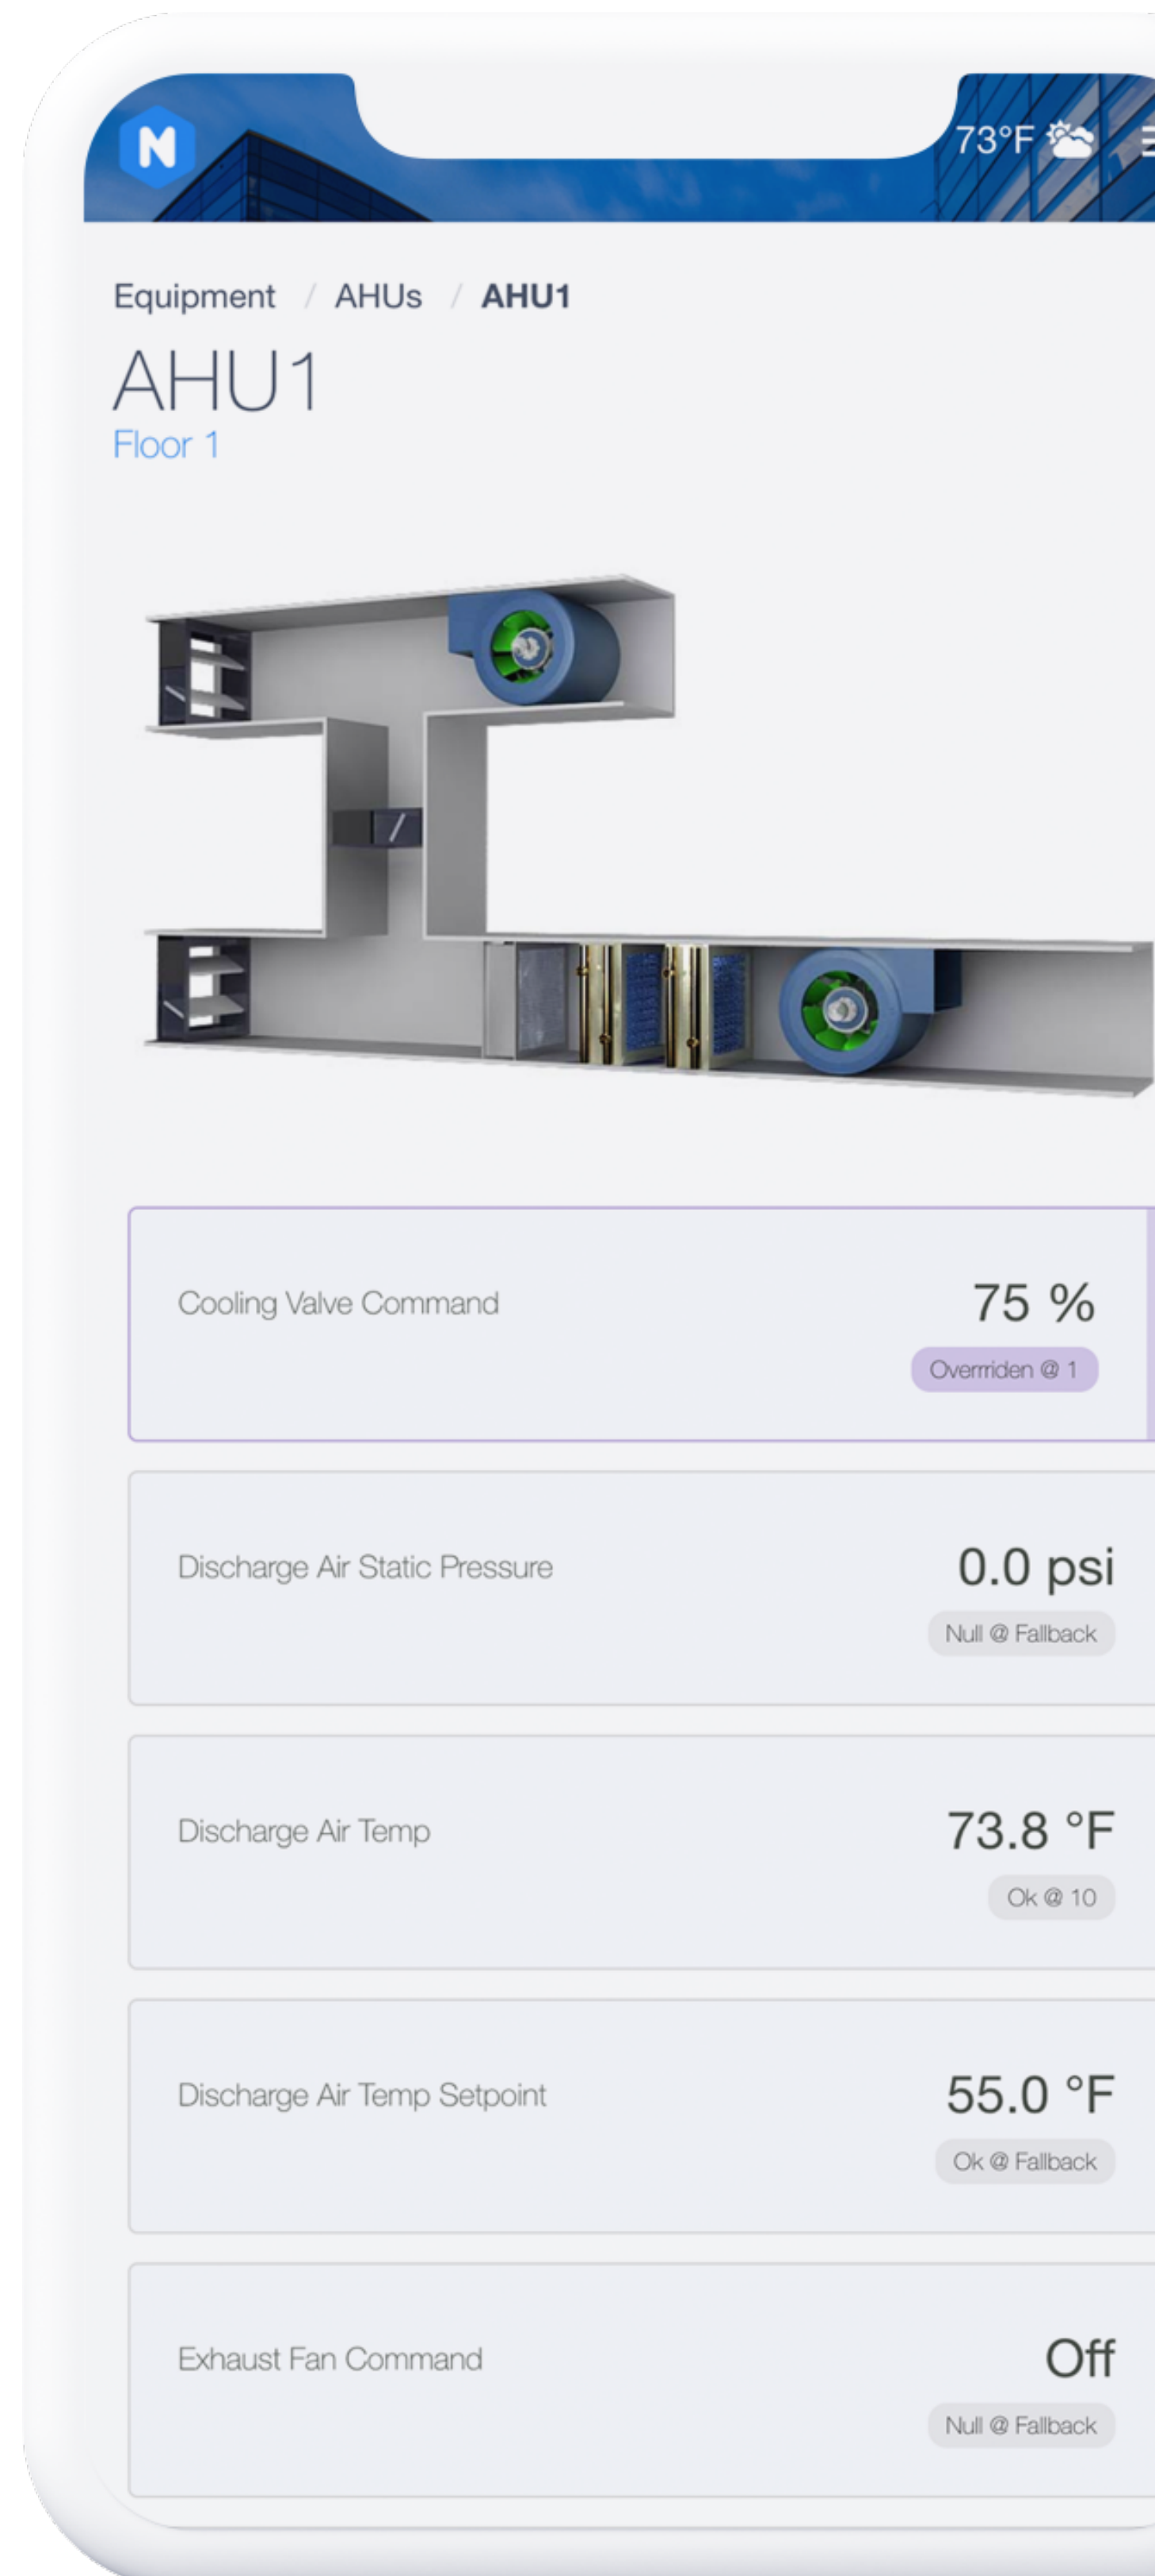 N
73°F
Equipment / AHUs / AHU1
AHU1
Floor 1
Cooling Valve Command
75 %
Overrriden @ 1
Discharge Air Static Pressure
0.0 psi
Null @ Fallback
Discharge Air Temp
73.8 °F
Ok @ 10
Discharge Air Temp Setpoint
55.0 °F
Ok @ Fallback
Exhaust Fan Command
Off
Null @ Fallback